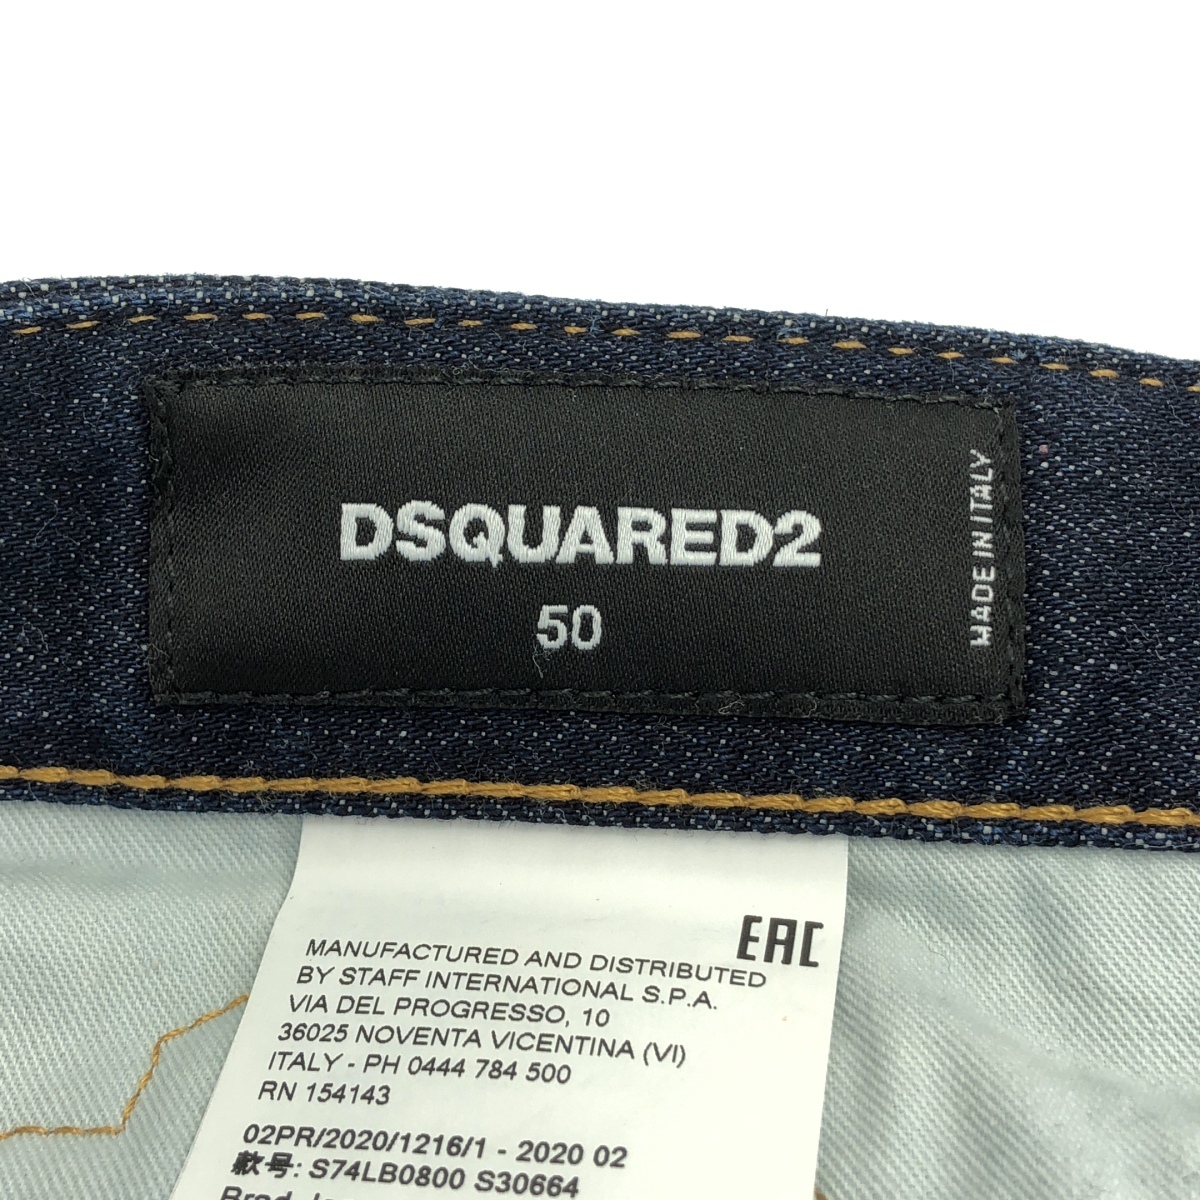 DSQUARED2
50
MADE IN ITALY
EAC
MANUFACTURED AND DISTRIBUTED
BY STAFF INTERNATIONAL S.P.A.
VIA DEL PROGRESSO, 10
36025 NOVENTA VICENTINA (VI)
ITALY - PH 0444 784 500
RN 154143
02PR/2020/1216/1 - 2020 02
款号: S74LB0800 S30664